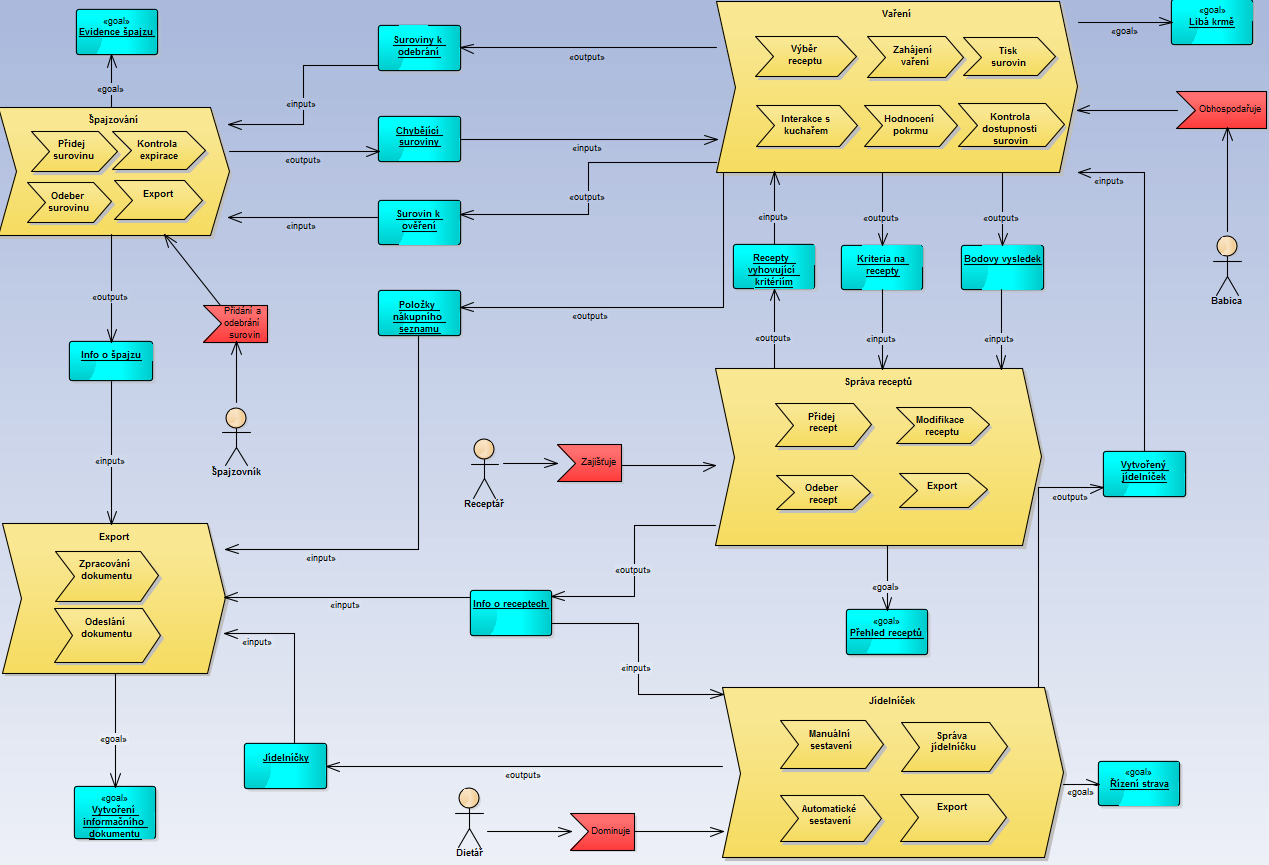 «goal»
Evidence špajzu
«goal»
Špajzování
Přidej
surovinu
Kontrola
expirace
Odeber
surovinu
Export
«input»
«output»
«input»
Suroviny k
odebrání
Chybějící
suroviny
Surovin k
ověření
Položky
nákupního
seznamu
«output»
«input»
«output»
«output»
Vaření
Výběr
receptu
Zahájení
vaření
Tisk
surovin
Interakce s
kuchařem
Hodnocení
pokrmu
Kontrola
dostupnosti
surovin
«goal»
«goal»
Libá krmě
Obhospodařuje
Babica
«input»
«input»
«output»
«output»
Recepty
vyhovující
kritériím
Kriteria na
recepty
Bodovy vysledek
«output»
«input»
«input»
«output»
Přidání a
odebrání
surovin
Info o špajzu
Špajzovník
«input»
Správa receptů
Přidej
recept
Modifikace
receptu
Odeber
recept
Export
Receptář
Zajišťuje
Vytvořený
jídelníček
«output»
Export
Zpracování
dokumentu
Odeslání
dokumentu
«input»
«input»
«input»
«output»
Info o receptech
«input»
«goal»
«goal»
Přehled receptů
«goal»
«goal»
Vytvoření
informačního
dokumentu
Jídelníčky
«output»
Jídelníček
Manuální
sestavení
Správa
jídelníčku
Automatické
sestavení
Export
Dietář
Dominuje
«goal»
«goal»
Řízení strava